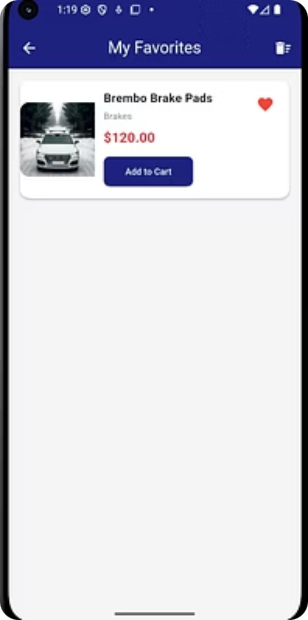 1:19
My Favorites
Brembo Brake Pads
Brakes
$120.00
Add to Cart